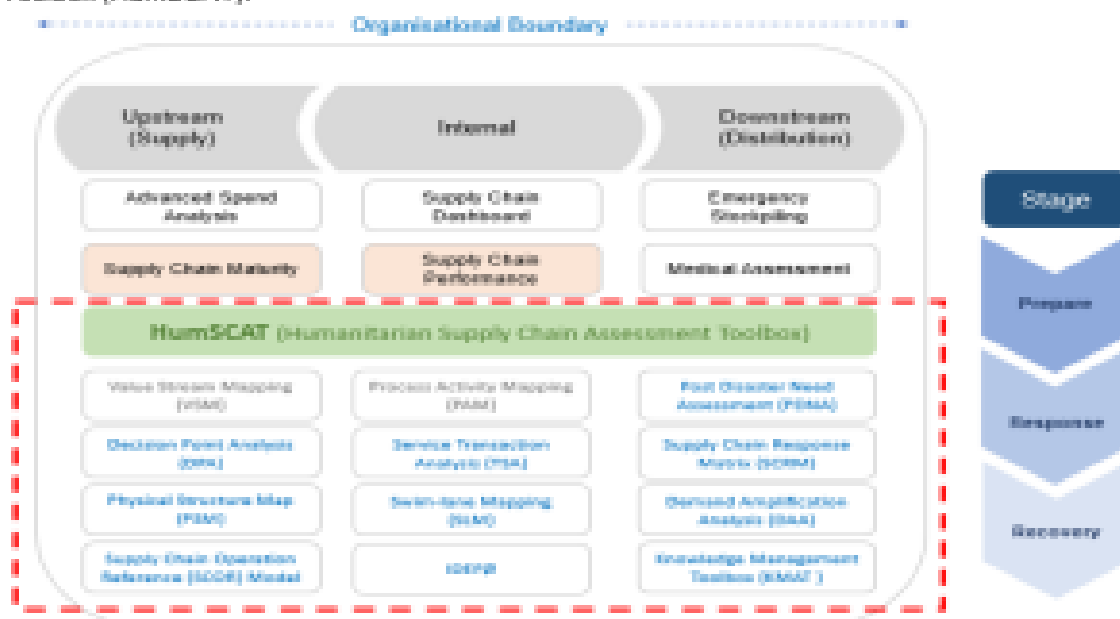 Organisational Boundary
Upstream
(Supply)
Internal
Downstream
(Distribution)
Advanced Spend
Analysis
Supply Chain
Dashboard
Emergency
Stockpiling
Supply Chain Maturity
Supply Chain
Performance
Medical Assessment
HumSCAT (Humanitarian Supply Chain Assessment Toolbox)
Value Stream Mapping
(VSM)
Process Activity Mapping
(PAM)
Post Disaster Need
Assessment (PDNA)
Decision Point Analysis
(DPA)
Service Transaction
Analysis (TSA)
Supply Chain Response
Matrix (SCRM)
Physical Structure Map
(PSM)
Swim-lane Mapping
(SLM)
Demand Amplification
Analysis (DAA)
Supply Chain Operation
Reference (SCOR) Model
IDEFø
Knowledge Management
Toolbox (KMAT )
Stage
Prepare
Response
Recovery